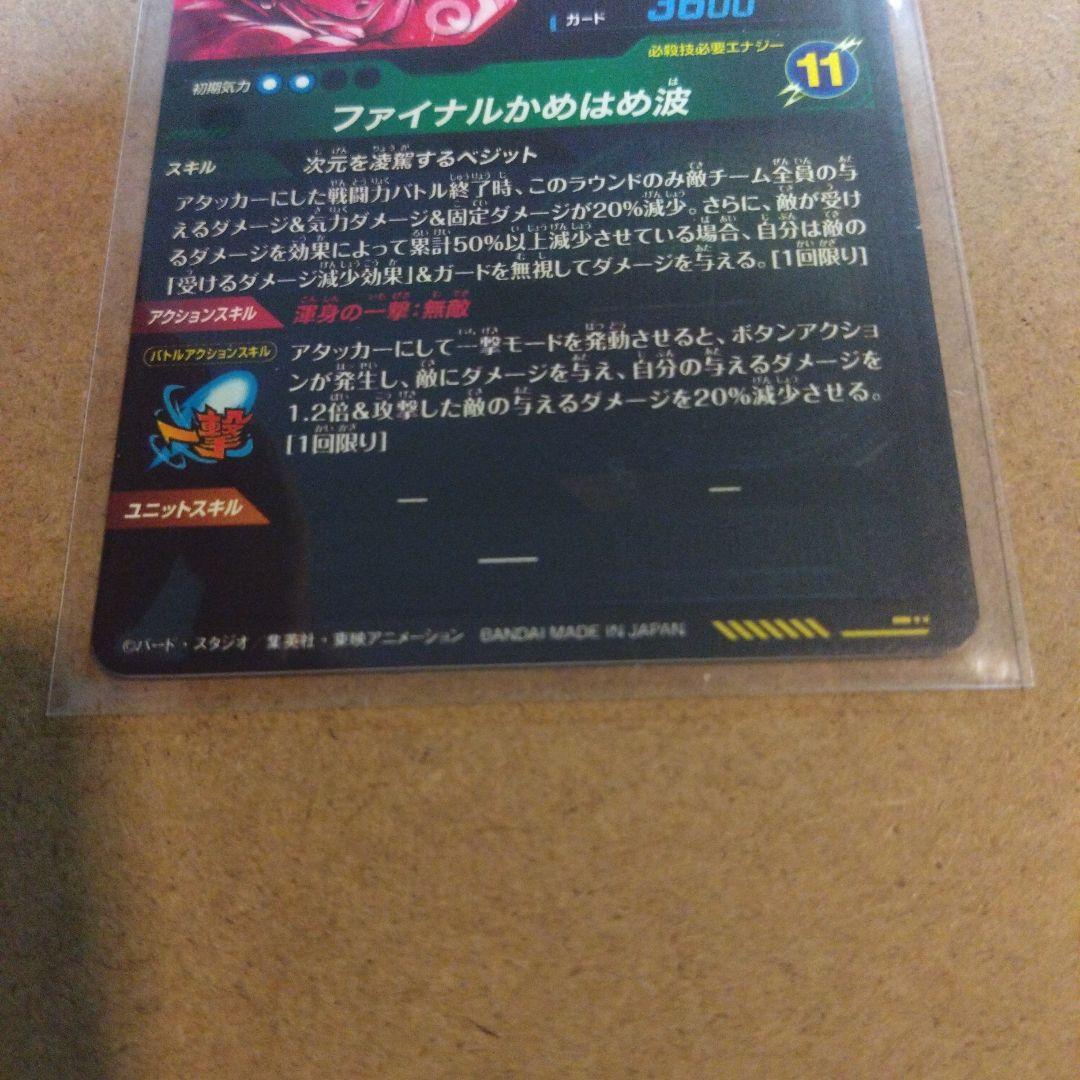 ガード 3600
必殺技必要エナジー 11
初期気力
ファイナルかめはめ波
スキル 次元を凌駕するベジット
アタッカーにした戦闘力バトル終了時、このラウンドのみ敵チーム全員の与
えるダメージ&気力ダメージ&固定ダメージが20%減少。さらに、敵が受け
るダメージを効果によって累計50%以上減少させている場合、自分は敵の
「受けるダメージ減少効果」&ガードを無視してダメージを与える。[1回限り]
アクションスキル 渾身の一撃:無敵
バトルアクションスキル
アタッカーにして一撃モードを発動させると、ボタンアクショ
ンが発生し、敵にダメージを与え、自分の与えるダメージを
1.2倍&攻撃した敵の与えるダメージを20%減少させる。
[1回限り]
一撃
ユニットスキル
©バード・スタジオ/集英社・東映アニメーション BANDAI MADE IN JAPAN